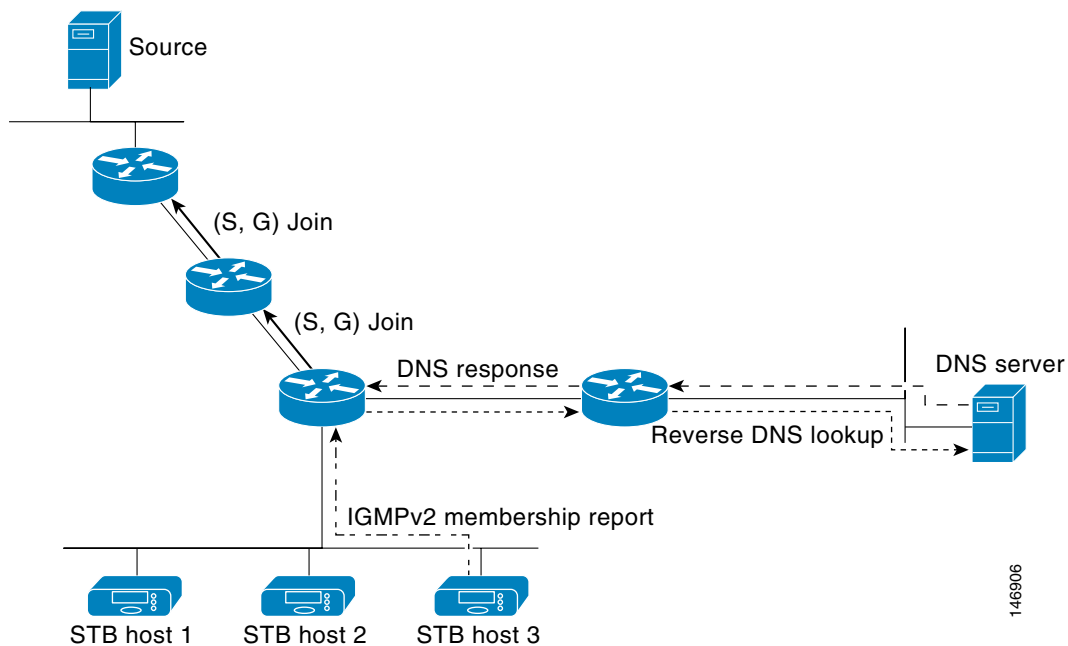 Source
(S, G) Join
(S, G) Join
DNS response
DNS server
Reverse DNS lookup
IGMPv2 membership report
STB host 1
STB host 2
STB host 3
146906